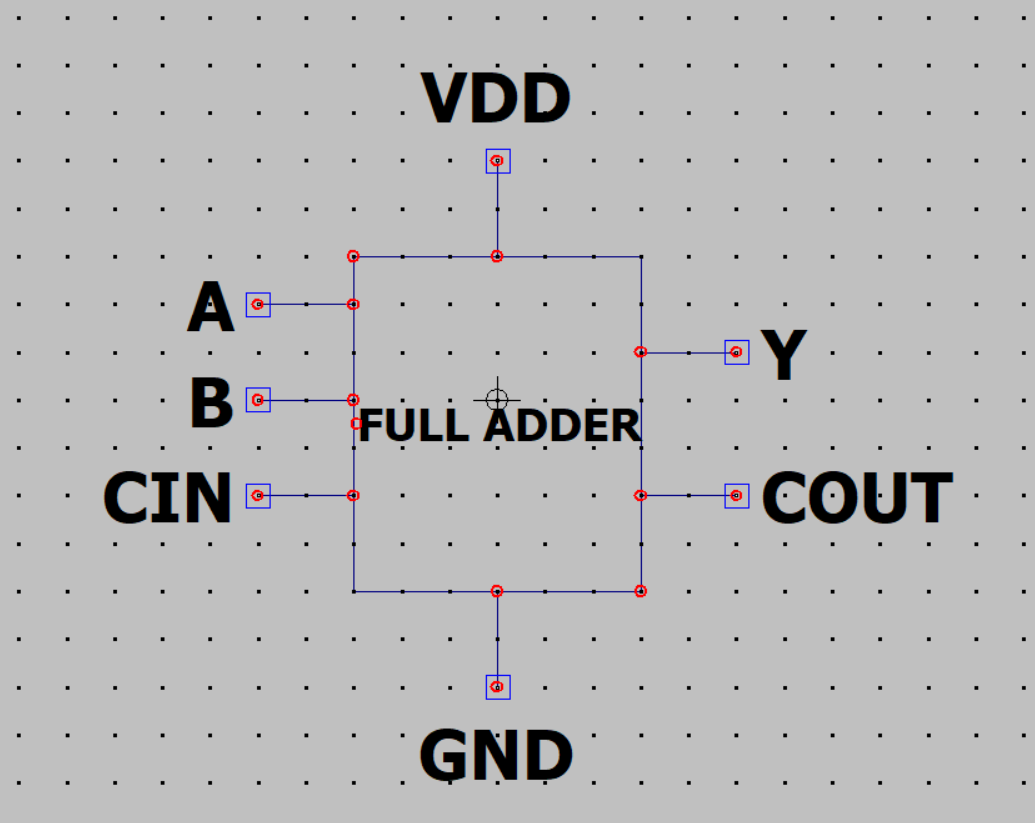 VDD
A
Y
B
FULL ADDER
CIN
COUT
GND